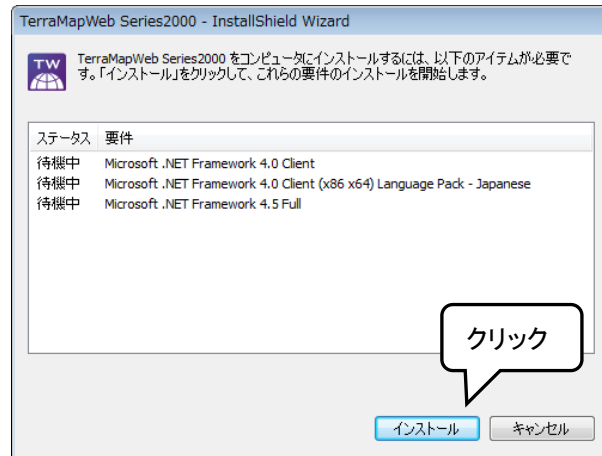 TerraMapWeb Series2000 - InstallShield Wizard
TW
TerraMapWeb Series2000 をコンピュータにインストールするには、以下のアイテムが必要で
す。「インストール」をクリックして、これらの要件のインストールを開始します。
ステータス 要件
待機中 Microsoft .NET Framework 4.0 Client
待機中 Microsoft .NET Framework 4.0 Client (x86 x64) Language Pack - Japanese
待機中 Microsoft .NET Framework 4.5 Full
クリック
インストール キャンセル